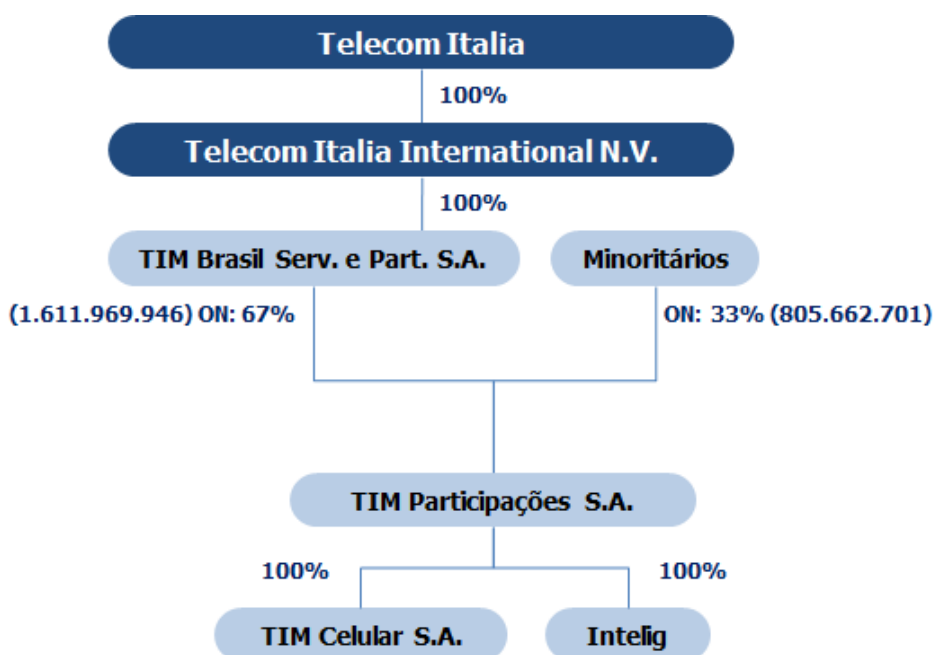 Telecom Italia
100%
Telecom Italia International N.V.
100%
TIM Brasil Serv. e Part. S.A.
Minoritários
(1.611.969.946) ON: 67%
ON: 33% (805.662.701)
TIM Participações S.A.
100%
100%
TIM Celular S.A.
Intelig